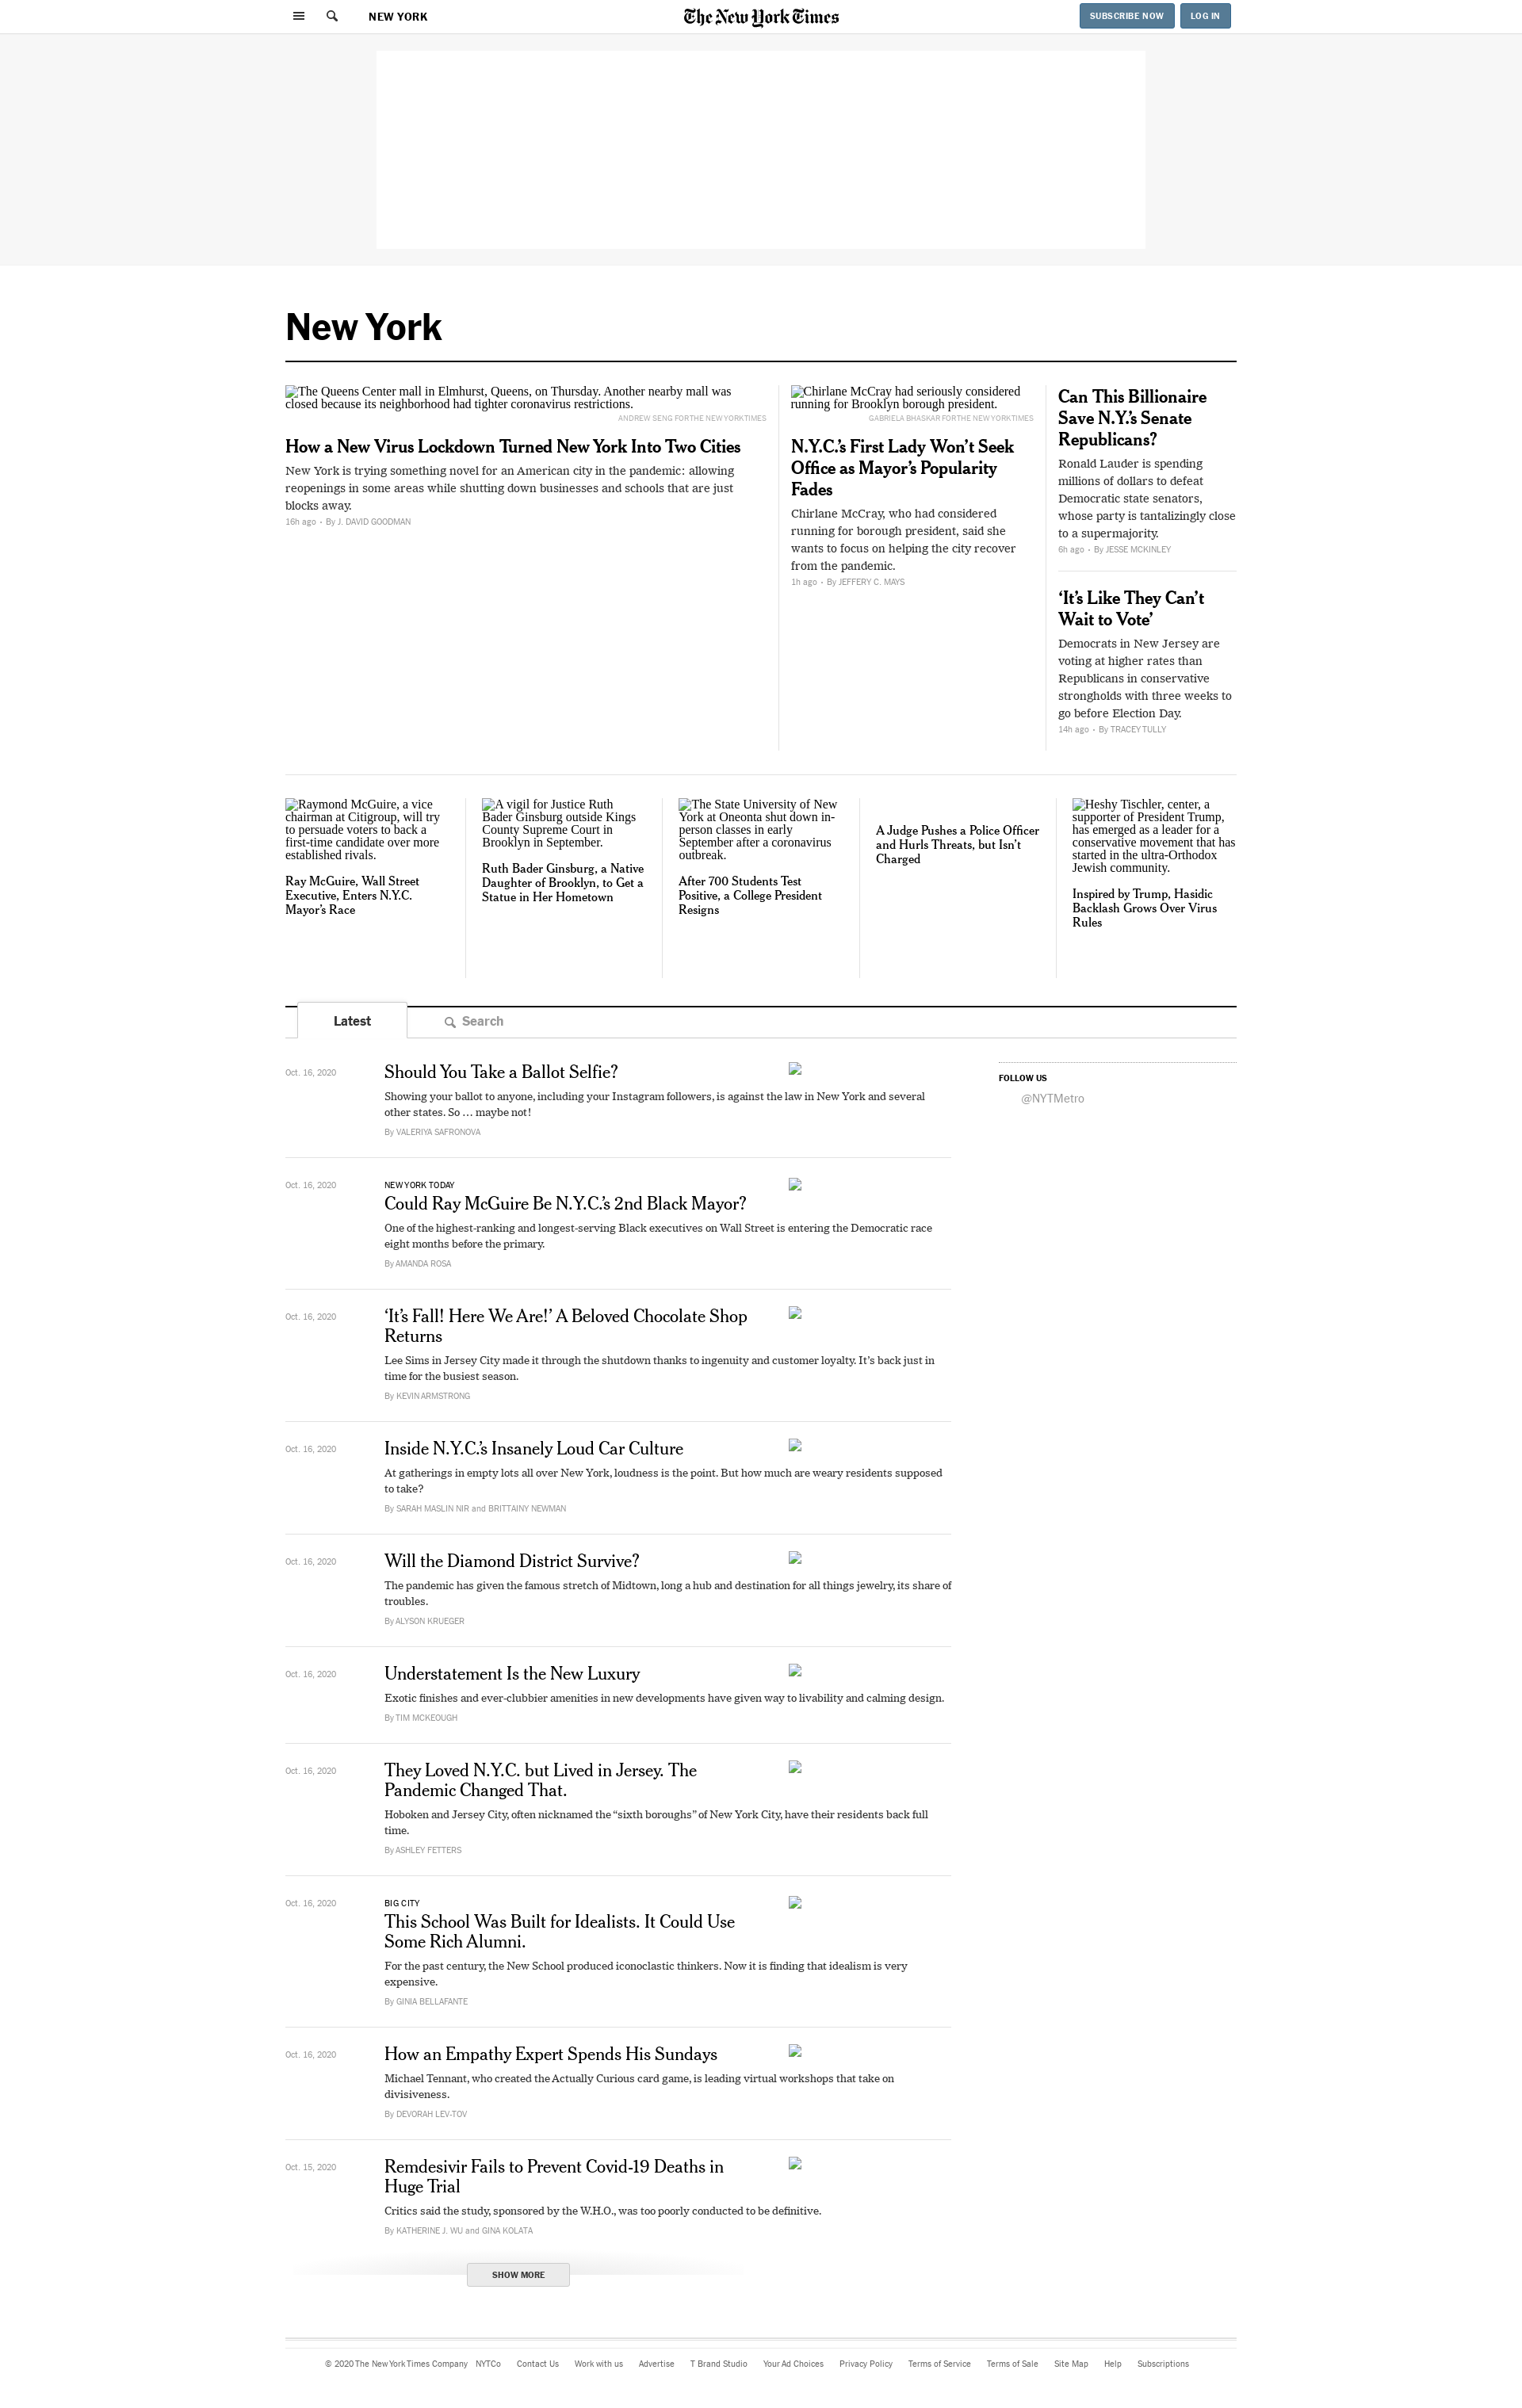 NEW YORK
The New York Times
SUBSCRIBE NOW
LOG IN
New York
The Queens Center mall in Elmhurst, Queens, on Thursday. Another nearby mall was
closed because its neighborhood had tighter coronavirus restrictions.
ANDREW SENG FOR THE NEW YORK TIMES
How a New Virus Lockdown Turned New York Into Two Cities
New York is trying something novel for an American city in the pandemic: allowing
reopenings in some areas while shutting down businesses and schools that are just
blocks away.
16h ago • By J. DAVID GOODMAN
Chirlane McCray had seriously considered
running for Brooklyn borough president.
GABRIELA BHASKAR FOR THE NEW YORK TIMES
N.Y.C.’s First Lady Won’t Seek
Office as Mayor’s Popularity
Fades
Chirlane McCray, who had considered
running for borough president, said she
wants to focus on helping the city recover
from the pandemic.
1h ago • By JEFFERY C. MAYS
Can This Billionaire
Save N.Y.’s Senate
Republicans?
Ronald Lauder is spending
millions of dollars to defeat
Democratic state senators,
whose party is tantalizingly close
to a supermajority.
6h ago • By JESSE MCKINLEY
‘It’s Like They Can’t
Wait to Vote’
Democrats in New Jersey are
voting at higher rates than
Republicans in conservative
strongholds with three weeks to
go before Election Day.
14h ago • By TRACEY TULLY
Raymond McGuire, a vice
chairman at Citigroup, will try
to persuade voters to back a
first-time candidate over more
established rivals.
Ray McGuire, Wall Street
Executive, Enters N.Y.C.
Mayor’s Race
A vigil for Justice Ruth
Bader Ginsburg outside Kings
County Supreme Court in
Brooklyn in September.
Ruth Bader Ginsburg, a Native
Daughter of Brooklyn, to Get a
Statue in Her Hometown
The State University of New
York at Oneonta shut down in-
person classes in early
September after a coronavirus
outbreak.
After 700 Students Test
Positive, a College President
Resigns
A Judge Pushes a Police Officer
and Hurls Threats, but Isn’t
Charged
Heshy Tischler, center, a
supporter of President Trump,
has emerged as a leader for a
conservative movement that has
started in the ultra-Orthodox
Jewish community.
Inspired by Trump, Hasidic
Backlash Grows Over Virus
Rules
Latest
Search
Oct. 16, 2020
Should You Take a Ballot Selfie?
Showing your ballot to anyone, including your Instagram followers, is against the law in New York and several
other states. So … maybe not!
By VALERIYA SAFRONOVA
FOLLOW US
@NYTMetro
Oct. 16, 2020
NEW YORK TODAY
Could Ray McGuire Be N.Y.C.’s 2nd Black Mayor?
One of the highest-ranking and longest-serving Black executives on Wall Street is entering the Democratic race
eight months before the primary.
By AMANDA ROSA
Oct. 16, 2020
‘It’s Fall! Here We Are!’ A Beloved Chocolate Shop
Returns
Lee Sims in Jersey City made it through the shutdown thanks to ingenuity and customer loyalty. It’s back just in
time for the busiest season.
By KEVIN ARMSTRONG
Oct. 16, 2020
Inside N.Y.C.’s Insanely Loud Car Culture
At gatherings in empty lots all over New York, loudness is the point. But how much are weary residents supposed
to take?
By SARAH MASLIN NIR and BRITTAINY NEWMAN
Oct. 16, 2020
Will the Diamond District Survive?
The pandemic has given the famous stretch of Midtown, long a hub and destination for all things jewelry, its share of
troubles.
By ALYSON KRUEGER
Oct. 16, 2020
Understatement Is the New Luxury
Exotic finishes and ever-clubbier amenities in new developments have given way to livability and calming design.
By TIM MCKEOUGH
Oct. 16, 2020
They Loved N.Y.C. but Lived in Jersey. The
Pandemic Changed That.
Hoboken and Jersey City, often nicknamed the “sixth boroughs” of New York City, have their residents back full
time.
By ASHLEY FETTERS
Oct. 16, 2020
BIG CITY
This School Was Built for Idealists. It Could Use
Some Rich Alumni.
For the past century, the New School produced iconoclastic thinkers. Now it is finding that idealism is very
expensive.
By GINIA BELLAFANTE
Oct. 16, 2020
How an Empathy Expert Spends His Sundays
Michael Tennant, who created the Actually Curious card game, is leading virtual workshops that take on
divisiveness.
By DEVORAH LEV-TOV
Oct. 15, 2020
Remdesivir Fails to Prevent Covid-19 Deaths in
Huge Trial
Critics said the study, sponsored by the W.H.O., was too poorly conducted to be definitive.
By KATHERINE J. WU and GINA KOLATA
SHOW MORE
© 2020 The New York Times Company NYTCo Contact Us Work with us Advertise T Brand Studio Your Ad Choices Privacy Policy Terms of Service Terms of Sale Site Map Help Subscriptions